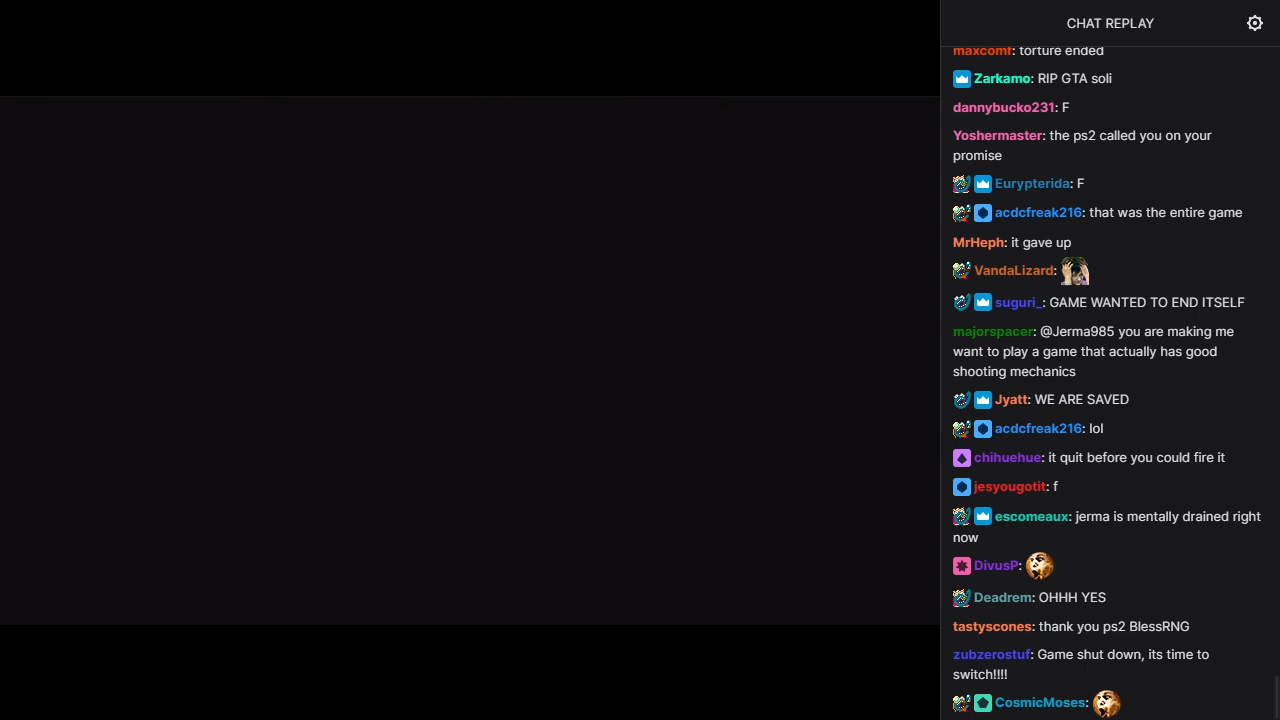 CHAT REPLAY
maxcomf: torture ended
Zarkamo: RIP GTA soli
dannybucko231: F
Yoshermaster: the ps2 called you on your
promise
Eurypterida: F
acdcfreak216: that was the entire game
MrHeph: it gave up
VandaLizard:
suguri_: GAME WANTED TO END ITSELF
majorspacer: @Jerma985 you are making me
want to play a game that actually has good
shooting mechanics
Jyatt: WE ARE SAVED
acdcfreak216: lol
chihuehue: it quit before you could fire it
jesyougotit: f
escomeaux: jerma is mentally drained right
now
DivusP:
Deadrem: OHHH YES
tastyscones: thank you ps2 BlessRNG
zubzerostuf: Game shut down, its time to
switch!!!!
CosmicMoses: